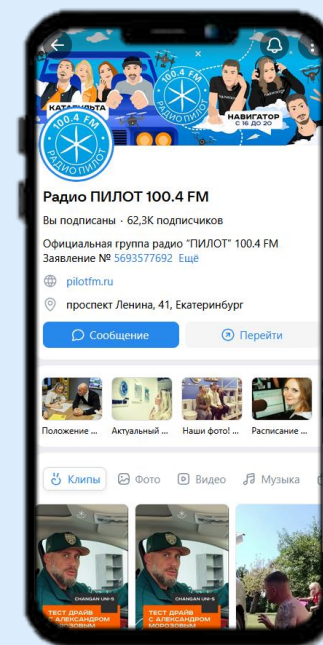 КАТАПУЛЬТА
100.4 FM
РАДИО ПИЛОТ
НАВИГАТОР
С 16 ДО 20
100.4 FM
РАДИО ПИЛОТ
Радио ПИЛОТ 100.4 FM
Вы подписаны · 62,3K подписчиков
Официальная группа радио "ПИЛОТ" 100.4 FM
Заявление № 5693577692 Ещё
pilotfm.ru
проспект Ленина, 41, Екатеринбург
Сообщение
Перейти
Положение ...
Актуальный ...
Наши фото! ...
Расписание ...
Клипы
Фото
Видео
Музыка
CHANGAN UNI-S
ТЕСТ ДРАЙВ
С АЛЕКСАНДРОМ
МОРОЗОВЫМ
CHANGAN UNI-S
ТЕСТ ДРАЙВ
С АЛЕКСАНДРОМ
МОРОЗОВЫМ